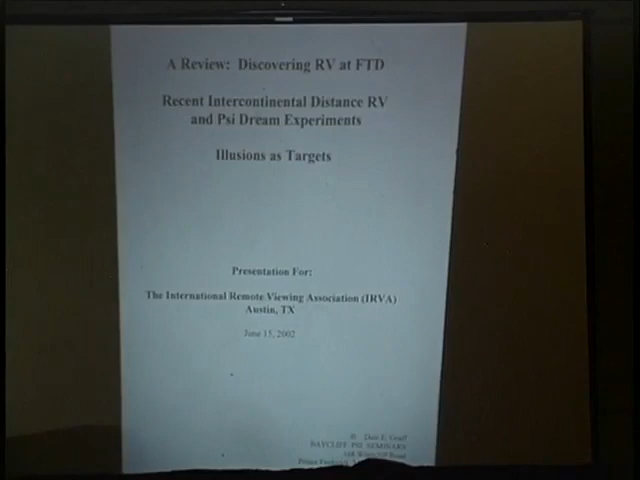 A Review: Discovering RV at FTD
Recent Intercontinental Distance RV
and Psi Dream Experiments
Illusions as Targets
Presentation For:
The International Remote Viewing Association (IRVA)
Austin, TX
June 15, 2002
Dale E. Graff
PSI SEMINARS